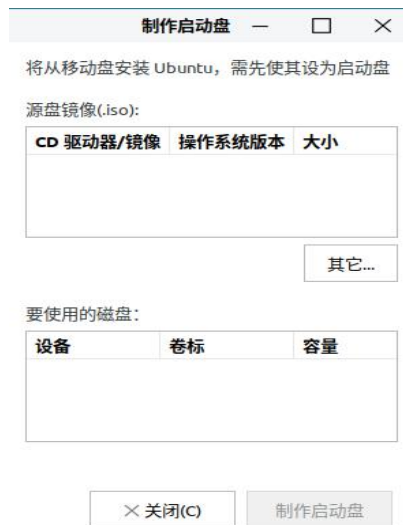 制作启动盘
将从移动盘安装 Ubuntu，需先使其设为启动盘
源盘镜像(.iso):
CD 驱动器/镜像 操作系统版本 大小
其它...
要使用的磁盘：
设备 卷标 容量
关闭(C) 制作启动盘